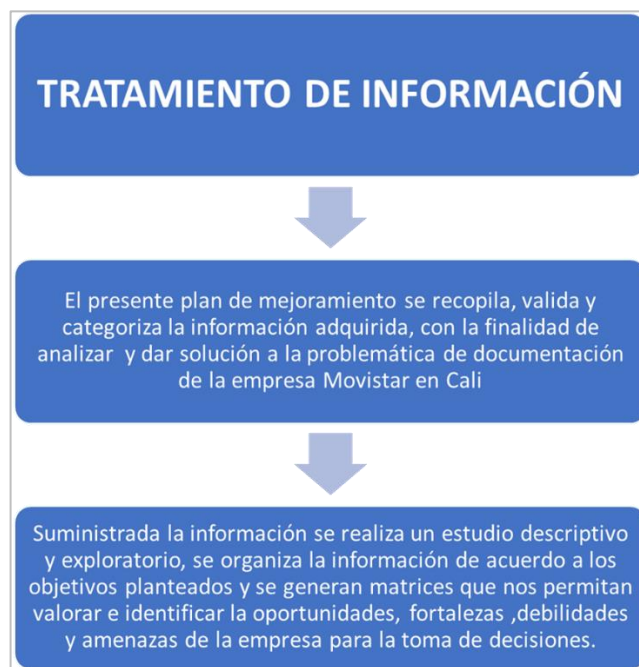 TRATAMIENTO DE INFORMACIÓN
El presente plan de mejoramiento se recopila, valida y
categoriza la información adquirida, con la finalidad de
analizar y dar solución a la problemática de documentación
de la empresa Movistar en Cali
Suministrada la información se realiza un estudio descriptivo
y exploratorio, se organiza la información de acuerdo a los
objetivos planteados y se generan matrices que nos permitan
valorar e identificar la oportunidades, fortalezas ,debilidades
y amenazas de la empresa para la toma de decisiones.